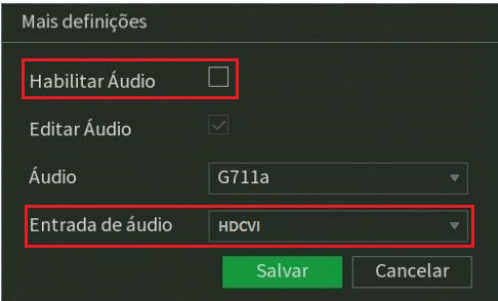 Mais definições
Habilitar Áudio
Editar Áudio
Áudio G711a
Entrada de áudio HDCVI
Salvar Cancelar